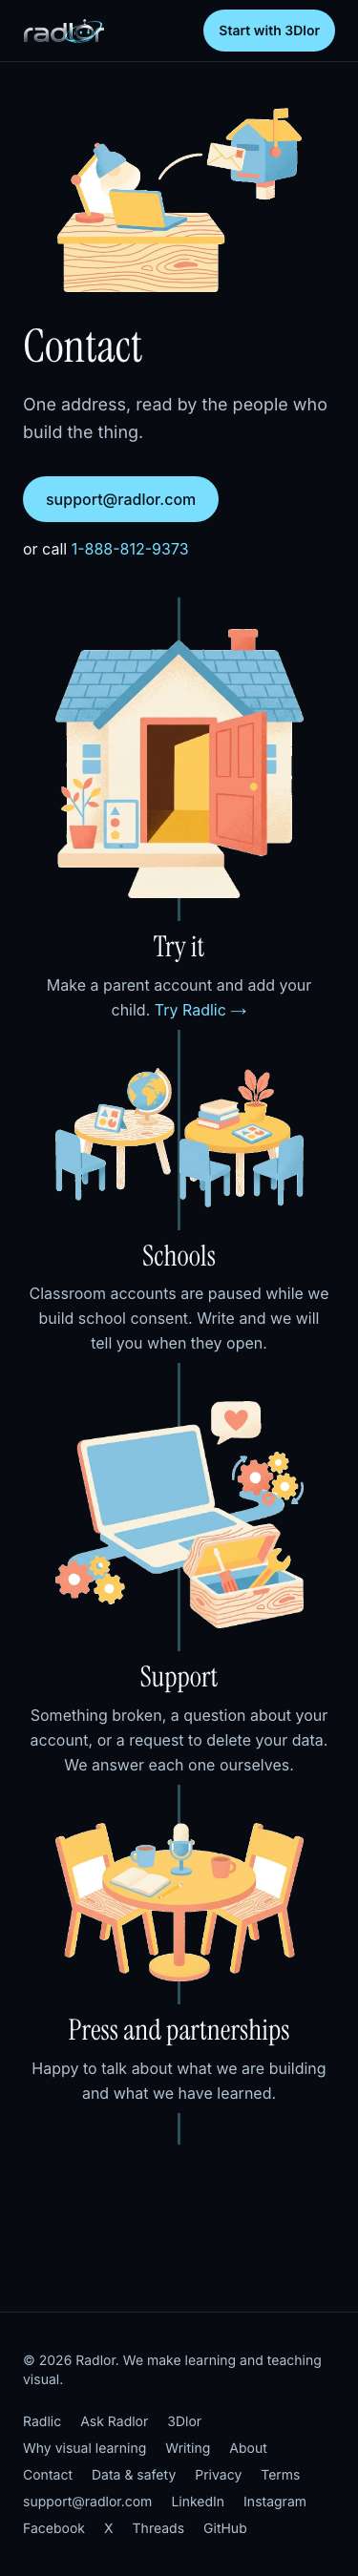 radlor
Start with 3Dlor
Contact
One address, read by the people who
build the thing.
support@radlor.com
or call 1-888-812-9373
Try it
Make a parent account and add your
child. Try Radlic →
Schools
Classroom accounts are paused while we
build school consent. Write and we will
tell you when they open.
Support
Something broken, a question about your
account, or a request to delete your data.
We answer each one ourselves.
Press and partnerships
Happy to talk about what we are building
and what we have learned.
© 2026 Radlor. We make learning and teaching
visual.
Radlic Ask Radlor 3Dlor
Why visual learning Writing About
Contact Data & safety Privacy Terms
support@radlor.com LinkedIn Instagram
Facebook X Threads GitHub